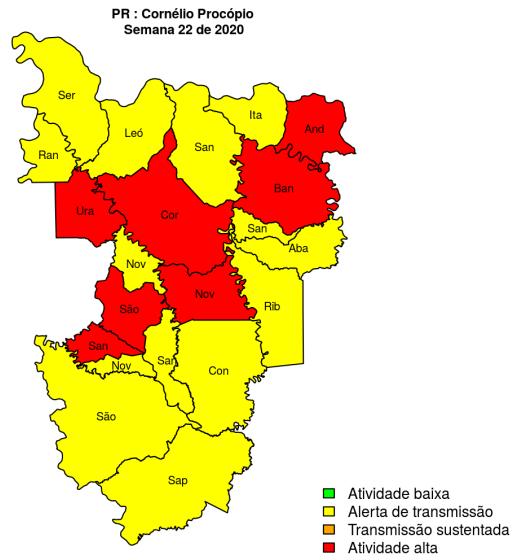 PR : Cornélio Procópio
Semana 22 de 2020
Ser
Ita
And
Leó
San
Ran
Ban
Ura
Cor
San
Aba
Nov
Nov
Rib
São
San
San
Nov
Con
São
Sap
Atividade baixa
Alerta de transmissão
Transmissão sustentada
Atividade alta